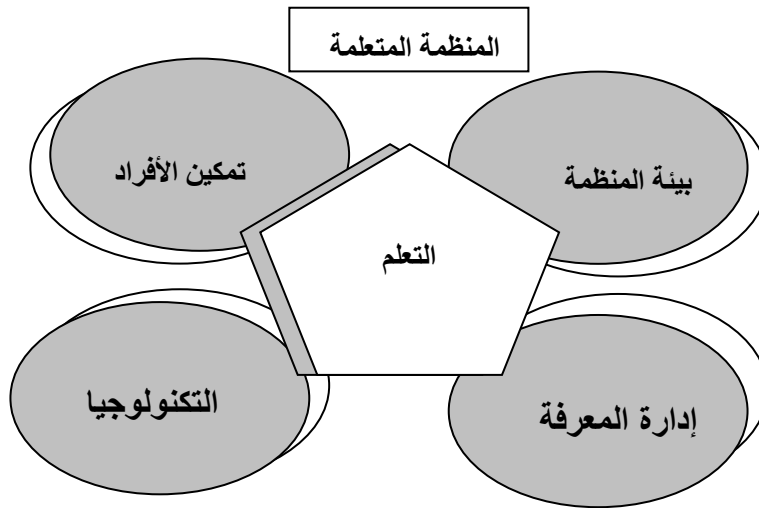 المنظمة المتعلمة
بيئة المنظمة
تمكين الأفراد
التعلم
إدارة المعرفة
التكنولوجيا